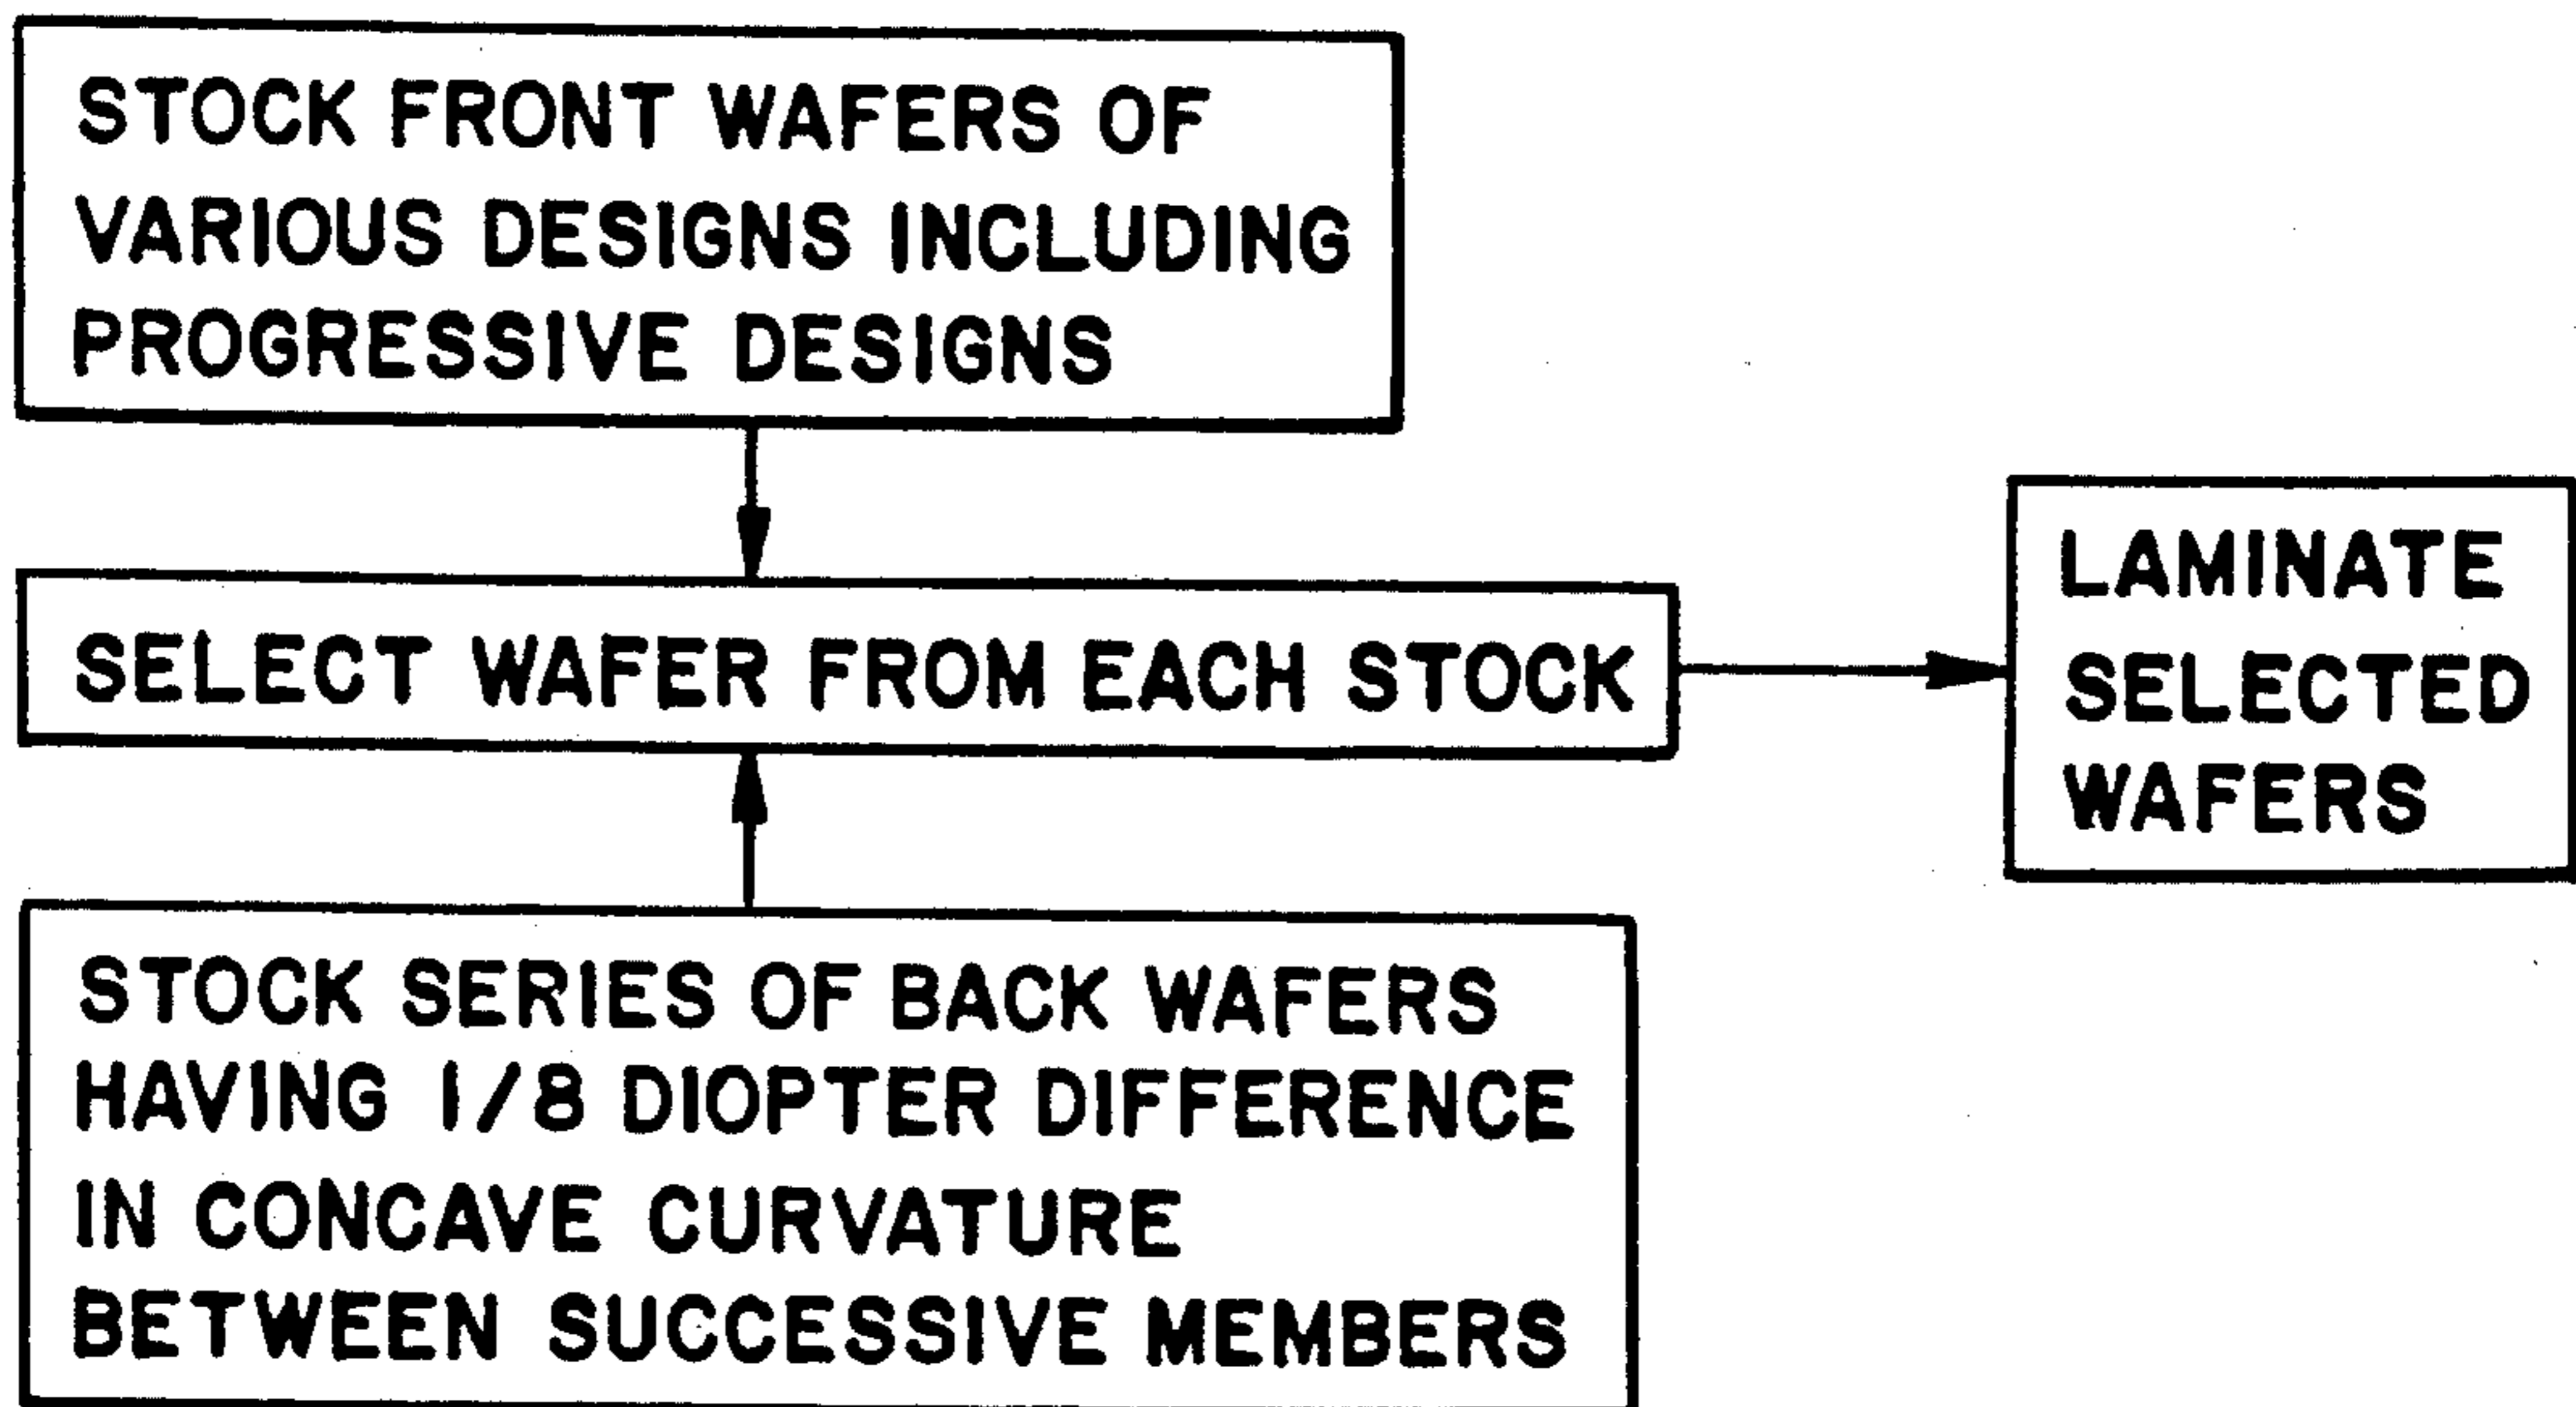 STOCK FRONT WAFERS OF
VARIOUS DESIGNS INCLUDING
PROGRESSIVE DESIGNS
SELECT WAFER FROM EACH STOCK
LAMINATE
SELECTED
WAFERS
STOCK SERIES OF BACK WAFERS
HAVING 1/8 DIOPTER DIFFERENCE
IN CONCAVE CURVATURE
BETWEEN SUCCESSIVE MEMBERS